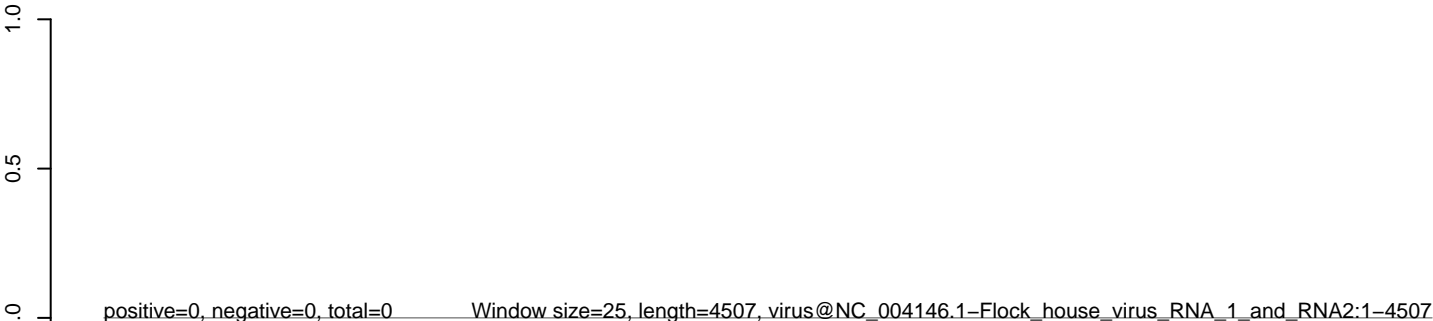 1.0
0.5
.0
positive=0, negative=0, total=0 Window size=25, length=4507, virus@NC_004146.1−Flock_house_virus_RNA_1_and_RNA2:1−4507